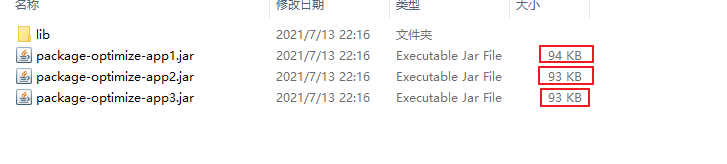 名称 修改日期 类型 大小
lib 2021/7/13 22:16 文件夹
package-optimize-app1.jar 2021/7/13 22:16 Executable Jar File 94 KB
package-optimize-app2.jar 2021/7/13 22:16 Executable Jar File 93 KB
package-optimize-app3.jar 2021/7/13 22:16 Executable Jar File 93 KB